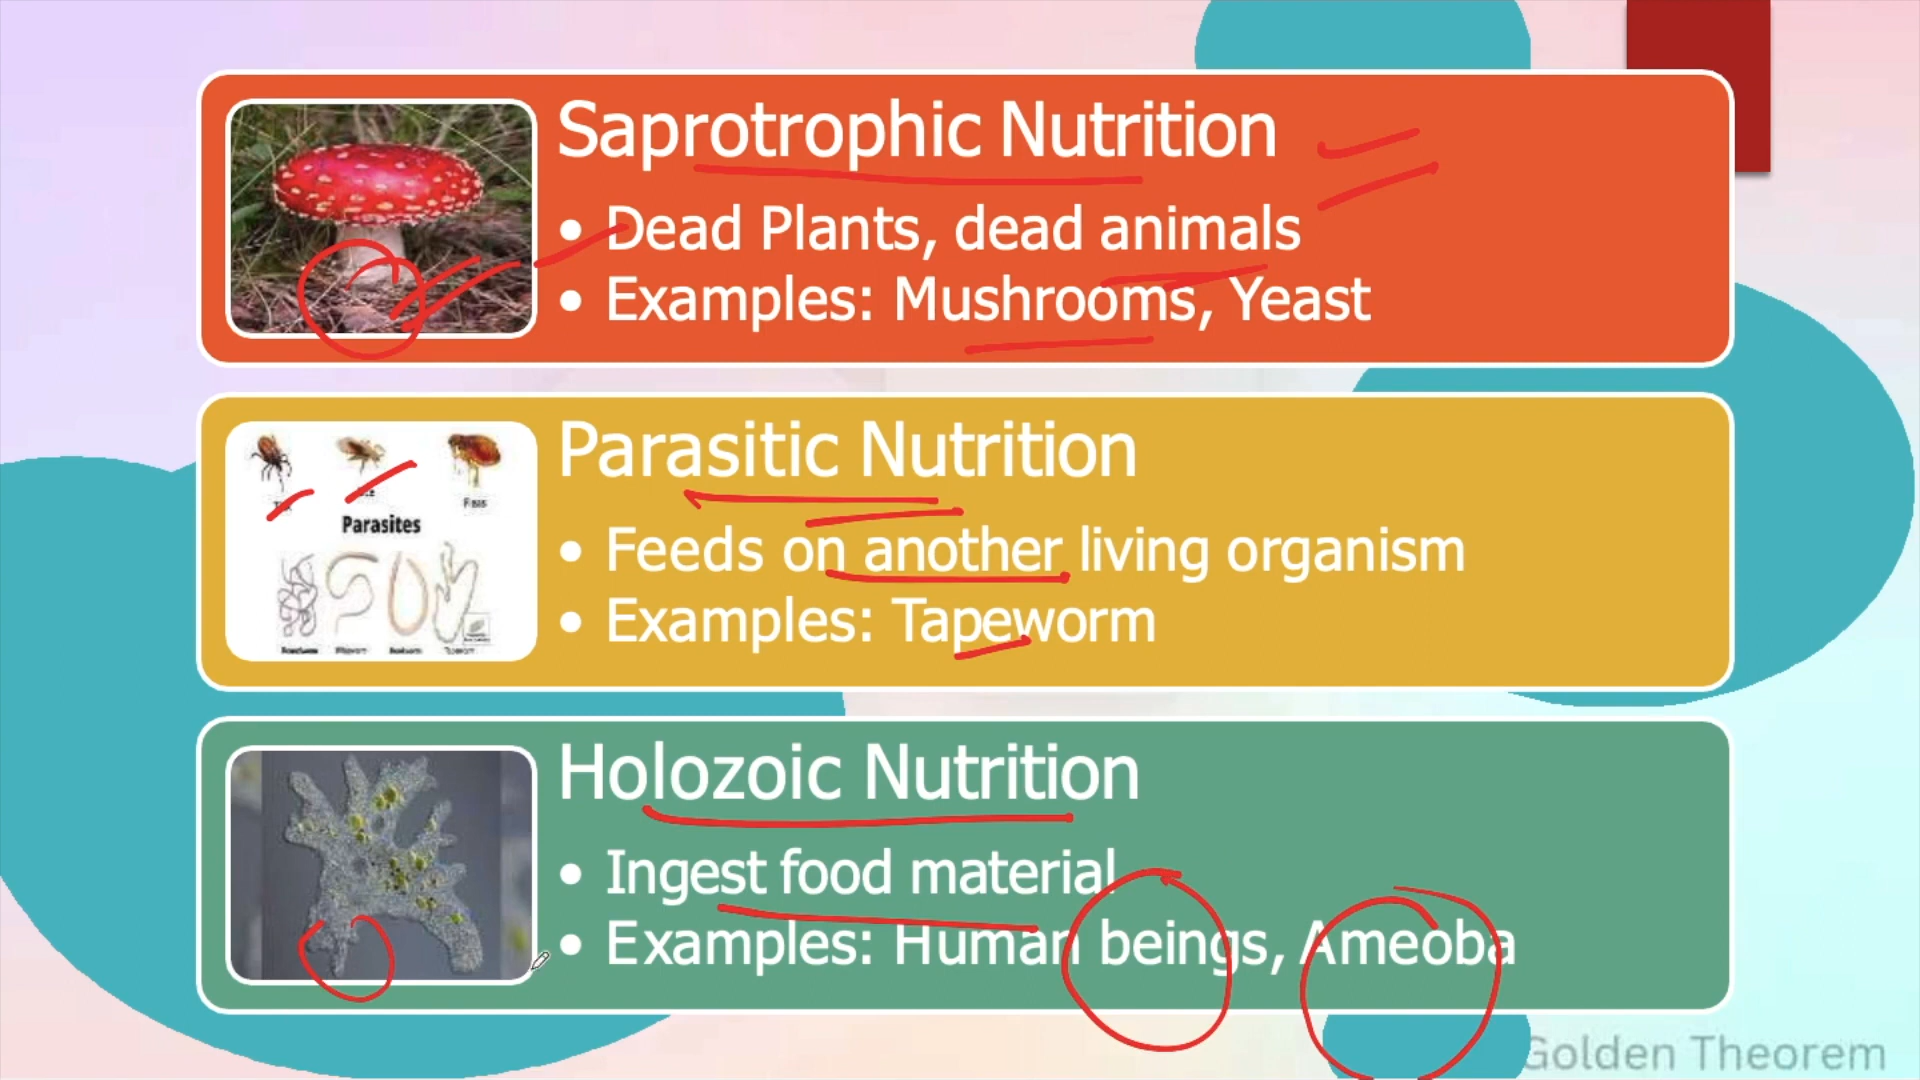 Saprotrophic Nutrition
• Dead Plants, dead animals
• Examples: Mushrooms, Yeast
Fleas
Parasites
Parasitic Nutrition
• Feeds on another living organism
• Examples: Tapeworm
Holozoic Nutrition
• Ingest food material
• Examples: Human beings, Ameoba
Golden Theorem